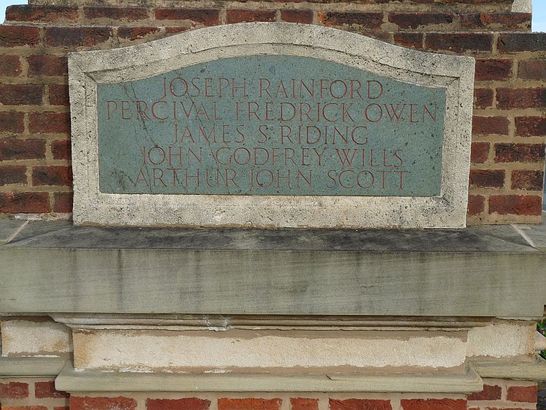 JOSEPH RAINFORD
PERCIVAL FREDRICK OWEN
JAMES S. RIDING
JOHN GODFREY WILLS
ARTHUR JOHN SCOTT